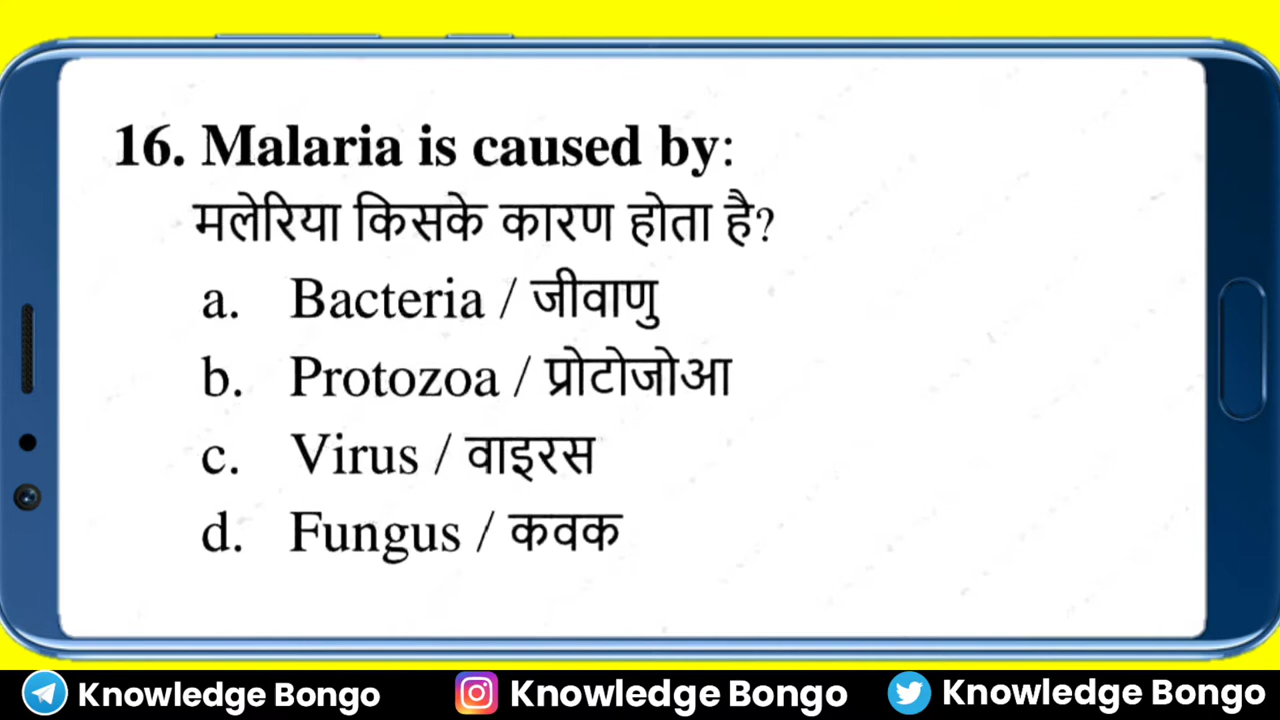 16. Malaria is caused by:
मलेरिया किसके कारण होता है?
a. Bacteria / जीवाणु
b. Protozoa / प्रोटोजोआ
c. Virus / वाइरस
d. Fungus / कवक
Knowledge Bongo Knowledge Bongo Knowledge Bongo